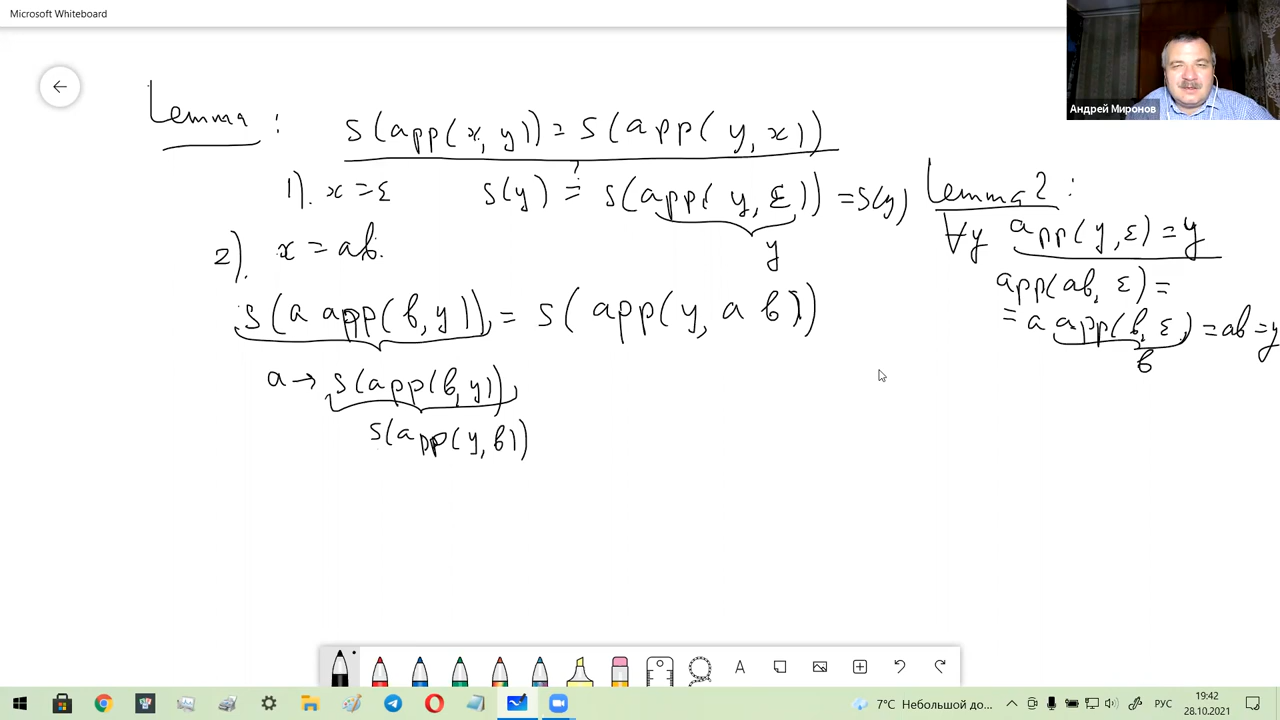 Microsoft Whiteboard
Андрей Миронов
Lemma :
s(app(x, y)) = s(app(y, x))
1). x = ε s(y) =? s(app(y, ε)) = s(y)
y
2). x = ab.
s(a app(b, y)) = s(app(y, ab))
a → s(app(b, y))
s(app(y, b))
Lemma 2 :
∀y app(y, ε) = y
app(ab, ε) =
= a app(b, ε) = ab = y
b
A
7°C Небольшой до...
РУС
19:42
28.10.2021